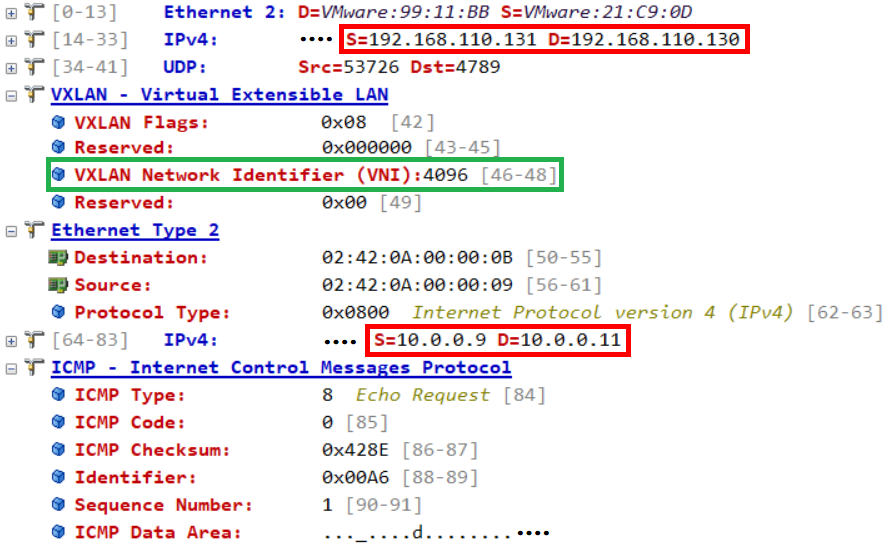 [0-13] Ethernet 2: D=VMware:99:11:BB S=VMware:21:C9:0D
[14-33] IPv4: •••• S=192.168.110.131 D=192.168.110.130
[34-41] UDP: Src=53726 Dst=4789
VXLAN - Virtual Extensible LAN
VXLAN Flags: 0x08 [42]
Reserved: 0x000000 [43-45]
VXLAN Network Identifier (VNI):4096 [46-48]
Reserved: 0x00 [49]
Ethernet Type 2
Destination: 02:42:0A:00:00:0B [50-55]
Source: 02:42:0A:00:00:09 [56-61]
Protocol Type: 0x0800 Internet Protocol version 4 (IPv4) [62-63]
[64-83] IPv4: •••• S=10.0.0.9 D=10.0.0.11
ICMP - Internet Control Messages Protocol
ICMP Type: 8 Echo Request [84]
ICMP Code: 0 [85]
ICMP Checksum: 0x428E [86-87]
Identifier: 0x00A6 [88-89]
Sequence Number: 1 [90-91]
ICMP Data Area: ..._....d........••••